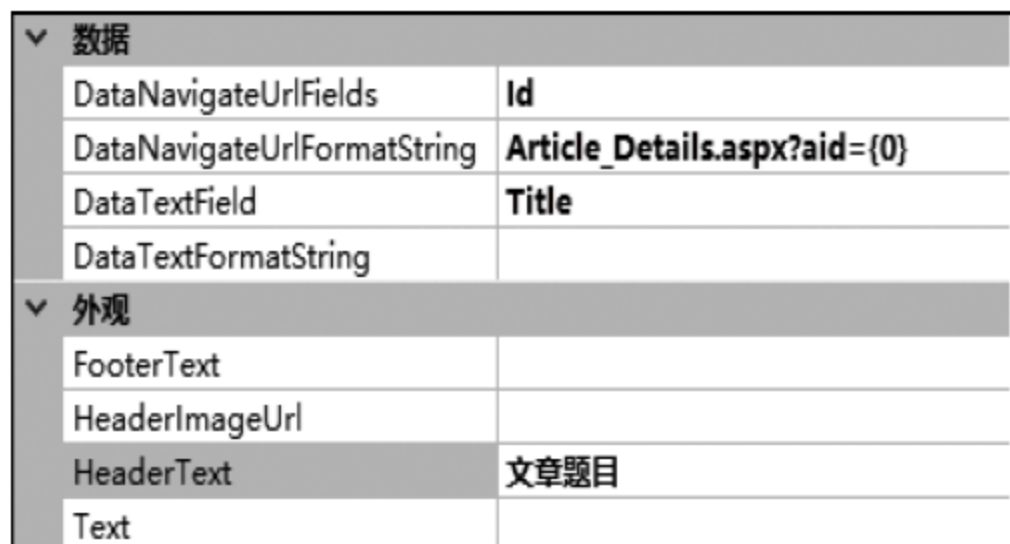 数据
DataNavigateUrlFields Id
DataNavigateUrlFormatString Article_Details.aspx?aid={0}
DataTextField Title
DataTextFormatString
外观
FooterText
HeaderImageUrl
HeaderText 文章题目
Text